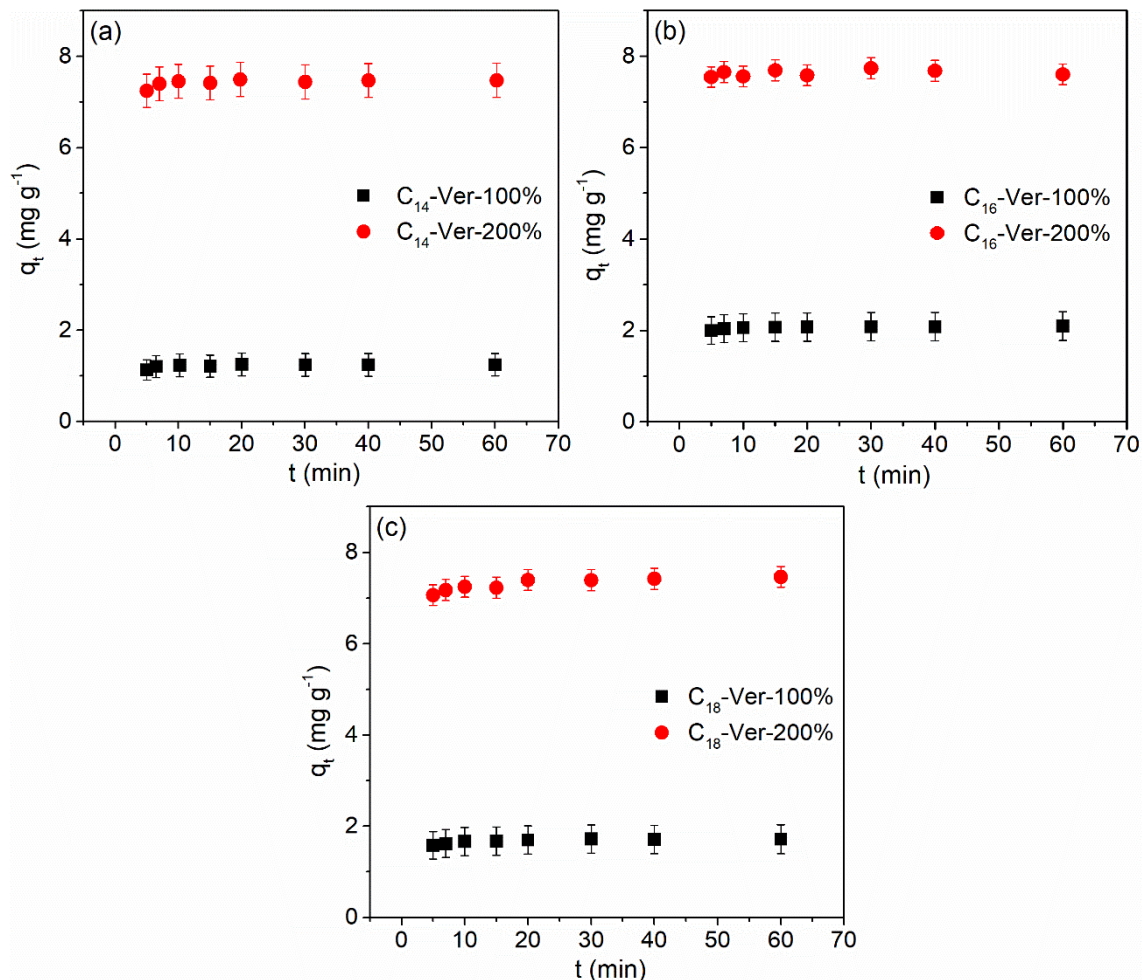 (a)
8
6
4
2
0
q_t (mg g⁻¹)
C₁₄-Ver-100%
C₁₄-Ver-200%
0 10 20 30 40 50 60 70
t (min)
(b)
8
6
4
2
0
q_t (mg g⁻¹)
C₁₆-Ver-100%
C₁₆-Ver-200%
0 10 20 30 40 50 60 70
t (min)
(c)
8
6
4
2
0
q_t (mg g⁻¹)
C₁₈-Ver-100%
C₁₈-Ver-200%
0 10 20 30 40 50 60 70
t (min)